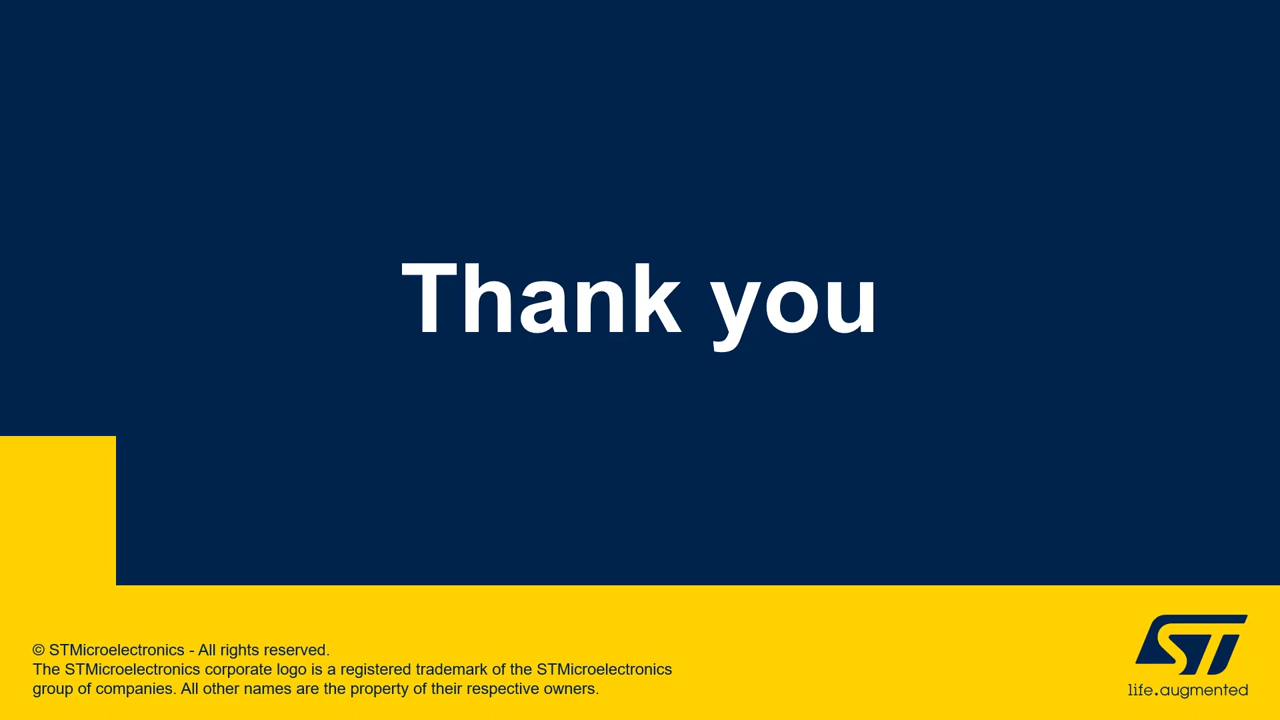 Thank you
© STMicroelectronics - All rights reserved.
The STMicroelectronics corporate logo is a registered trademark of the STMicroelectronics
group of companies. All other names are the property of their respective owners.
ST
life.augmented